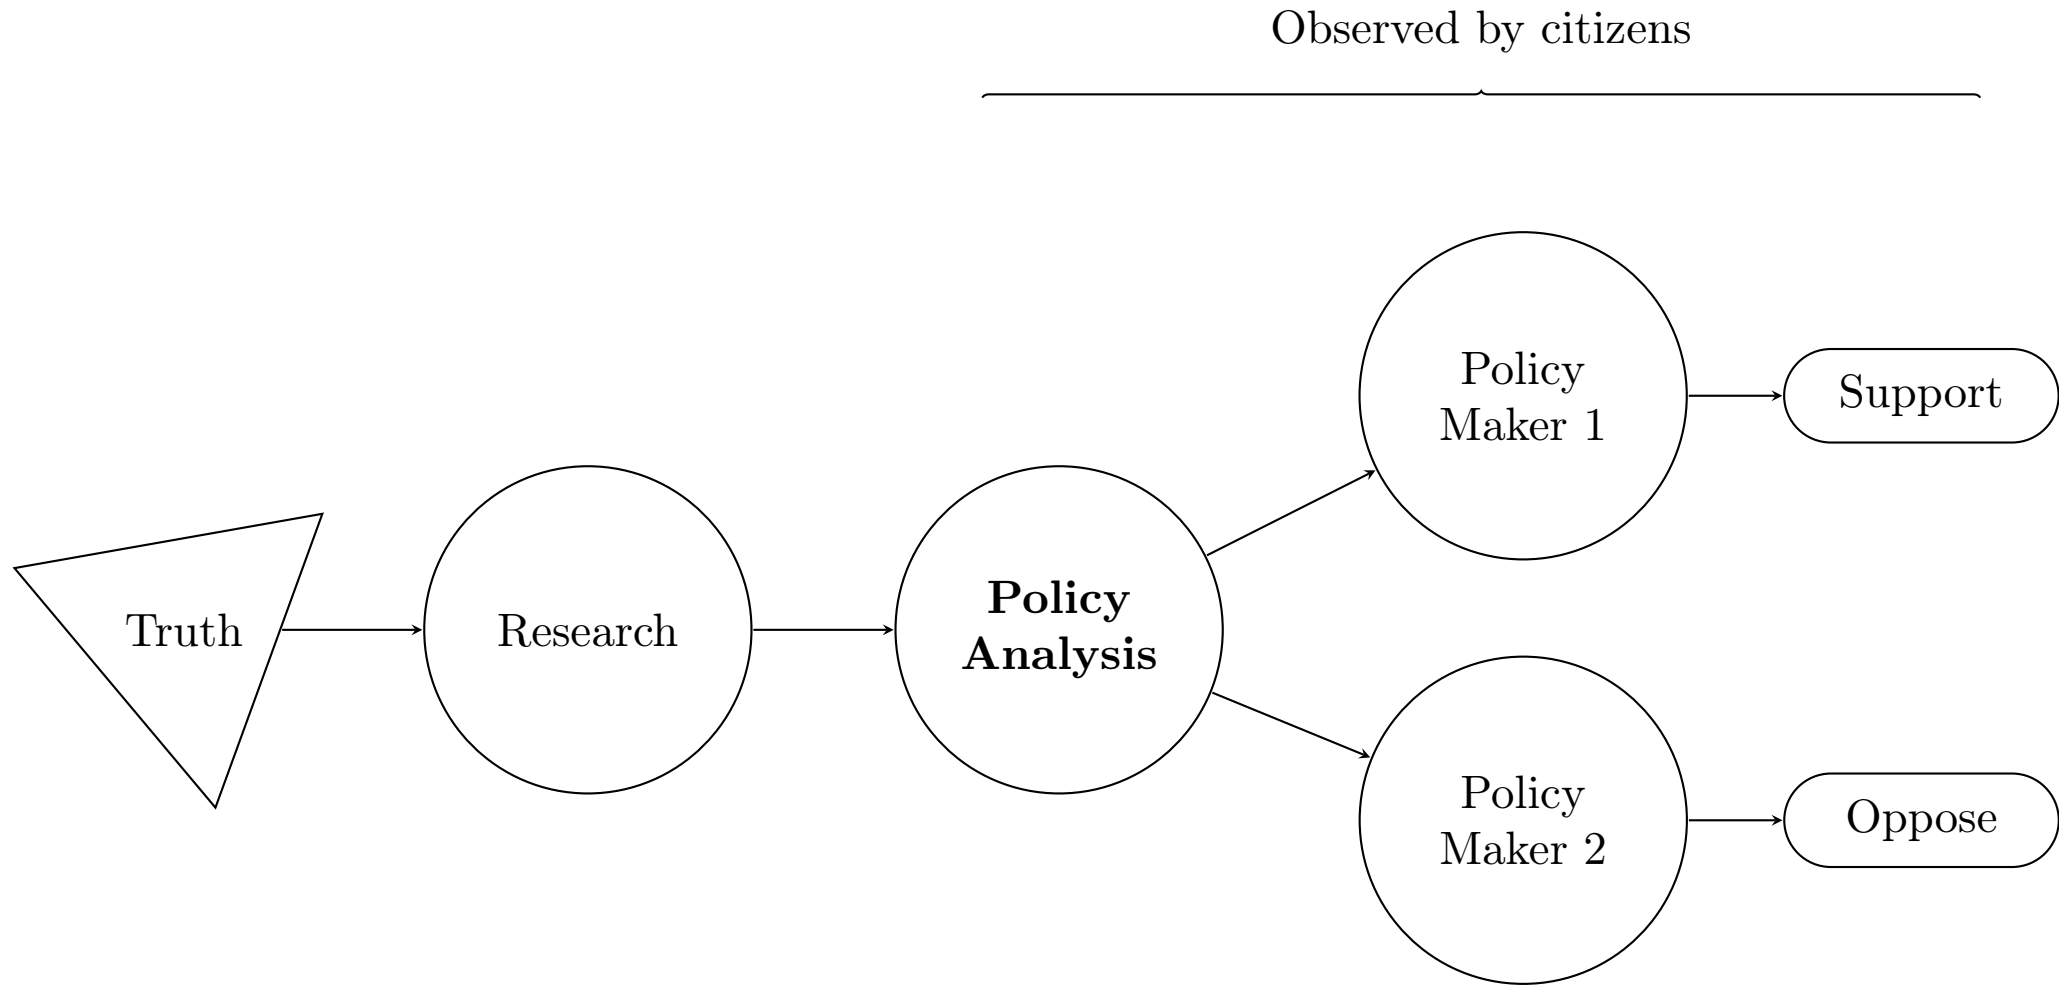 Observed by citizens
Truth
Research
Policy
Analysis
Policy
Maker 1
Support
Policy
Maker 2
Oppose